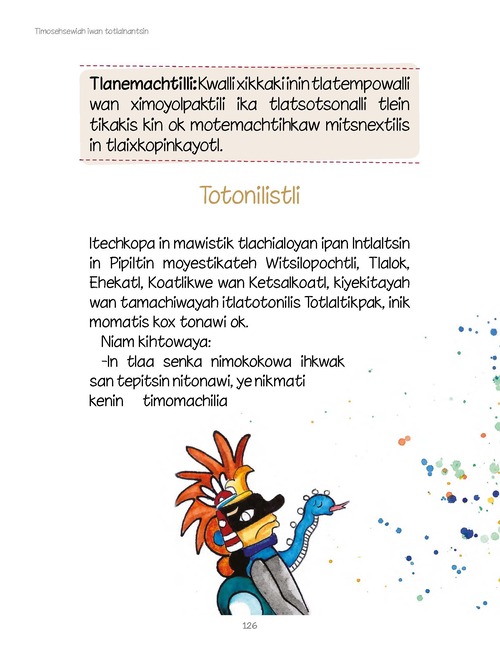 Timosehsewiah iwan totlalnantsin
Tlanemachtilli: Kwalli xikkaki inin tlatempowalli
wan ximoyolpaktili ika tlatsotsonalli tlein
tikakis kin ok motemachtihkaw mitsnextilis
in tlaixkopinkayotl.
Totonilistli
Itechkopa in mawistik tlachialoyan ipan Intlaltsin
in Pipiltin moyestikateh Witsilopochtli, Tlalok,
Ehekatl, Koatlikwe wan Ketsalkoatl, kiyekitayah
wan tamachiwayah itlatotonilis Totlaltikpak, inik
momatis kox tonawi ok.
Niam kihtowaya:
-In tlaa senka nimokokowa ihkwak
san tepitsin nitonawi, ye nikmati
kenin timomachilia
126